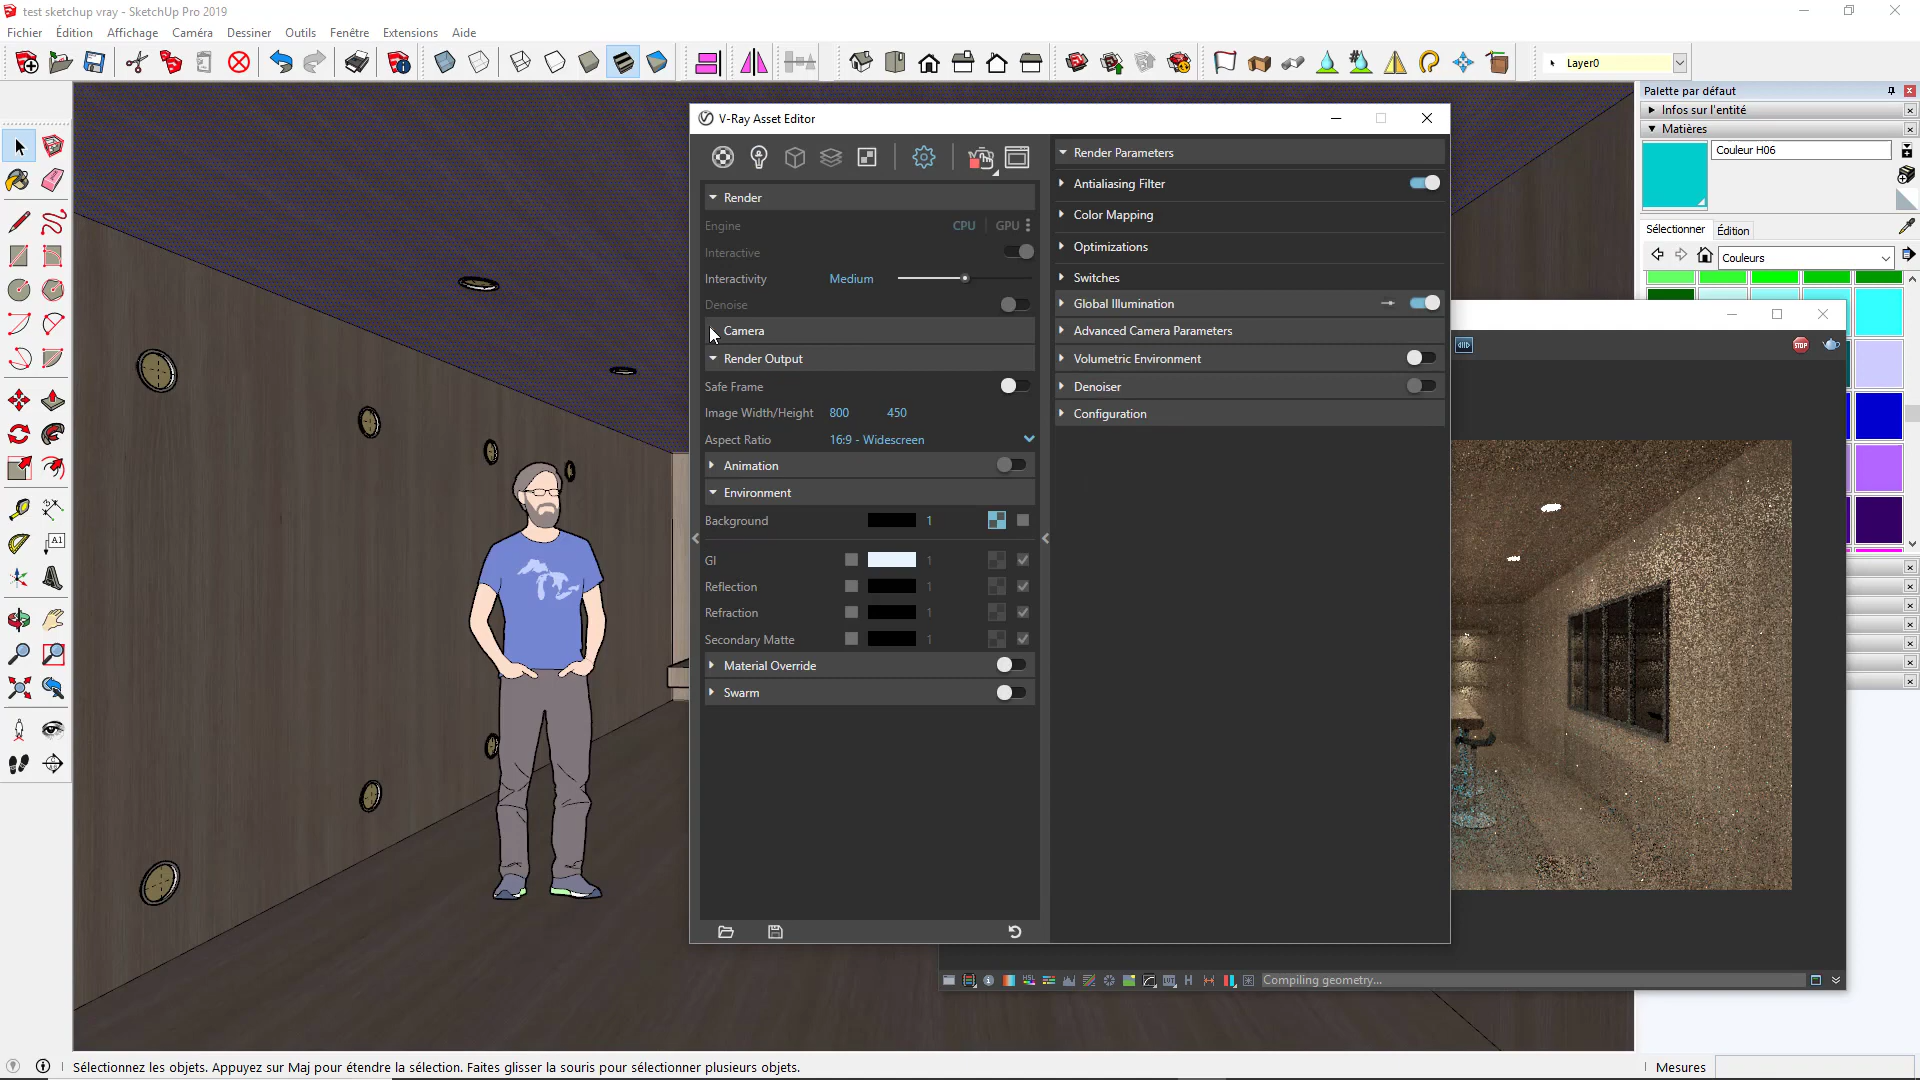 test sketchup vray - SketchUp Pro 2019
Fichier Édition Affichage Caméra Dessiner Outils Fenêtre Extensions Aide
Layer0
Palette par défaut
Infos sur l'entité
Matières
Couleur H06
Sélectionner Édition
Couleurs
V-Ray Asset Editor
Render
Engine CPU GPU
Interactive
Interactivity Medium
Denoise
Camera
Render Output
Safe Frame
Image Width/Height 800 450
Aspect Ratio 16:9 - Widescreen
Animation
Environment
Background 1
GI 1
Reflection 1
Refraction 1
Secondary Matte 1
Material Override
Swarm
Render Parameters
Antialiasing Filter
Color Mapping
Optimizations
Switches
Global Illumination
Advanced Camera Parameters
Volumetric Environment
Denoiser
Configuration
STOP
A1
HSL
LUT
H
Compiling geometry...
Sélectionnez les objets. Appuyez sur Maj pour étendre la sélection. Faites glisser la souris pour sélectionner plusieurs objets.
Mesures